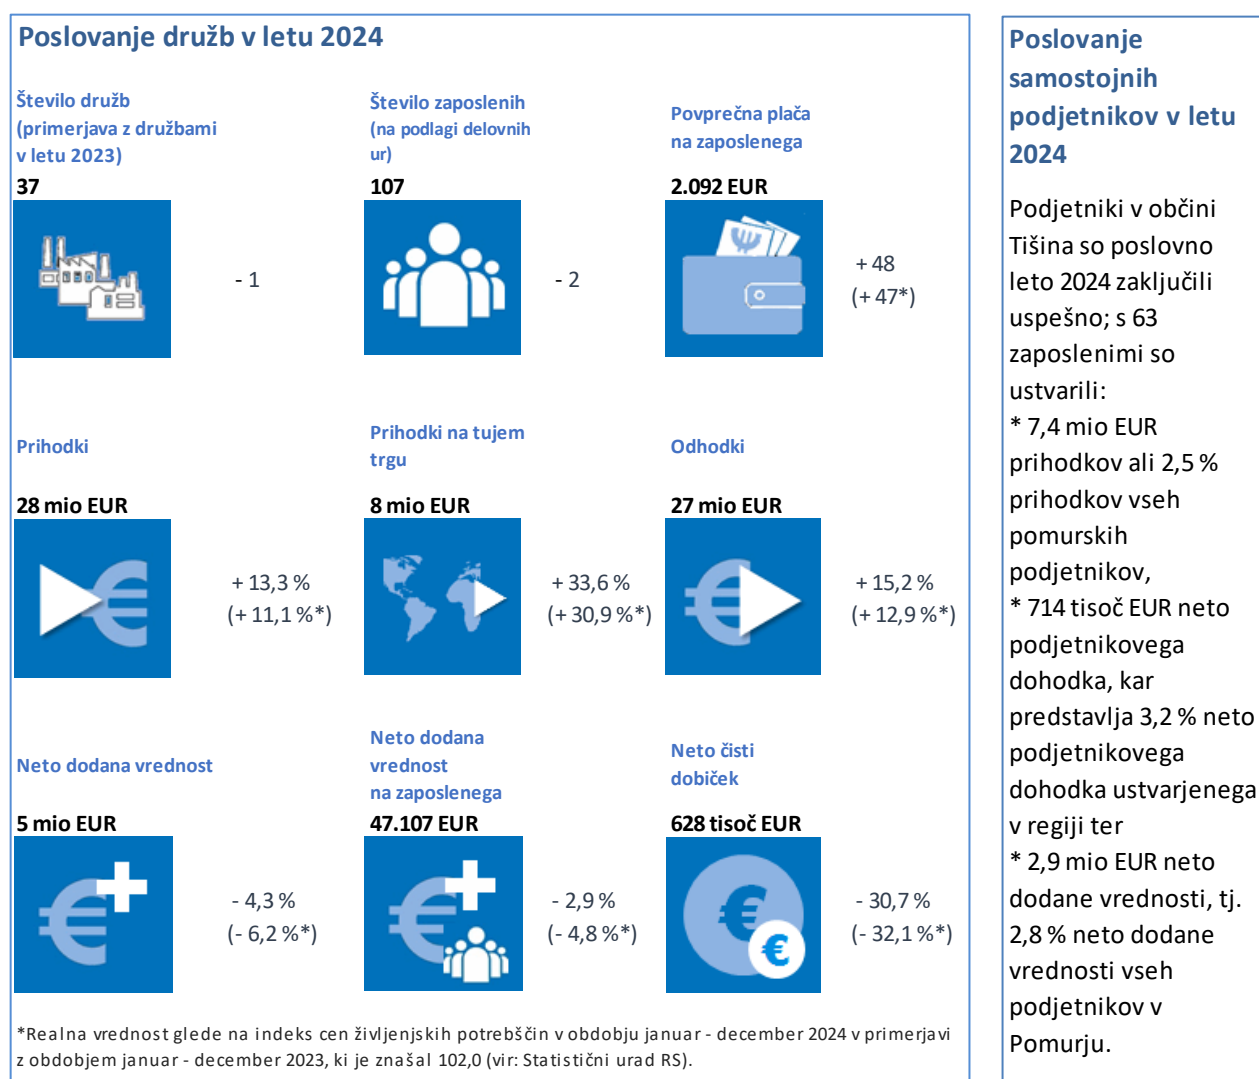 Poslovanje družb v letu 2024
Število družb
(primerjava z družbami
v letu 2023)
37
- 1
Število zaposlenih
(na podlagi delovnih
ur)
107
- 2
Povprečna plača
na zaposlenega
2.092 EUR
+ 48
(+ 47*)
Prihodki
28 mio EUR
+ 13,3 %
(+ 11,1 %*)
Prihodki na tujem
trgu
8 mio EUR
+ 33,6 %
(+ 30,9 %*)
Odhodki
27 mio EUR
+ 15,2 %
(+ 12,9 %*)
Neto dodana vrednost
5 mio EUR
- 4,3 %
(- 6,2 %*)
Neto dodana
vrednost
na zaposlenega
47.107 EUR
- 2,9 %
(- 4,8 %*)
Neto čisti
dobiček
628 tisoč EUR
- 30,7 %
(- 32,1 %*)
*Realna vrednost glede na indeks cen življenjskih potrebščin v obdobju januar - december 2024 v primerjavi
z obdobjem januar - december 2023, ki je znašal 102,0 (vir: Statistični urad RS).
Poslovanje
samostojnih
podjetnikov v letu
2024
Podjetniki v občini
Tišina so poslovno
leto 2024 zaključili
uspešno; s 63
zaposlenimi so
ustvarili:
* 7,4 mio EUR
prihodkov ali 2,5 %
prihodkov vseh
pomurskih
podjetnikov,
* 714 tisoč EUR neto
podjetnikovega
dohodka, kar
predstavlja 3,2 % neto
podjetnikovega
dohodka ustvarjenega
v regiji ter
* 2,9 mio EUR neto
dodane vrednosti, tj.
2,8 % neto dodane
vrednosti vseh
podjetnikov v
Pomurju.